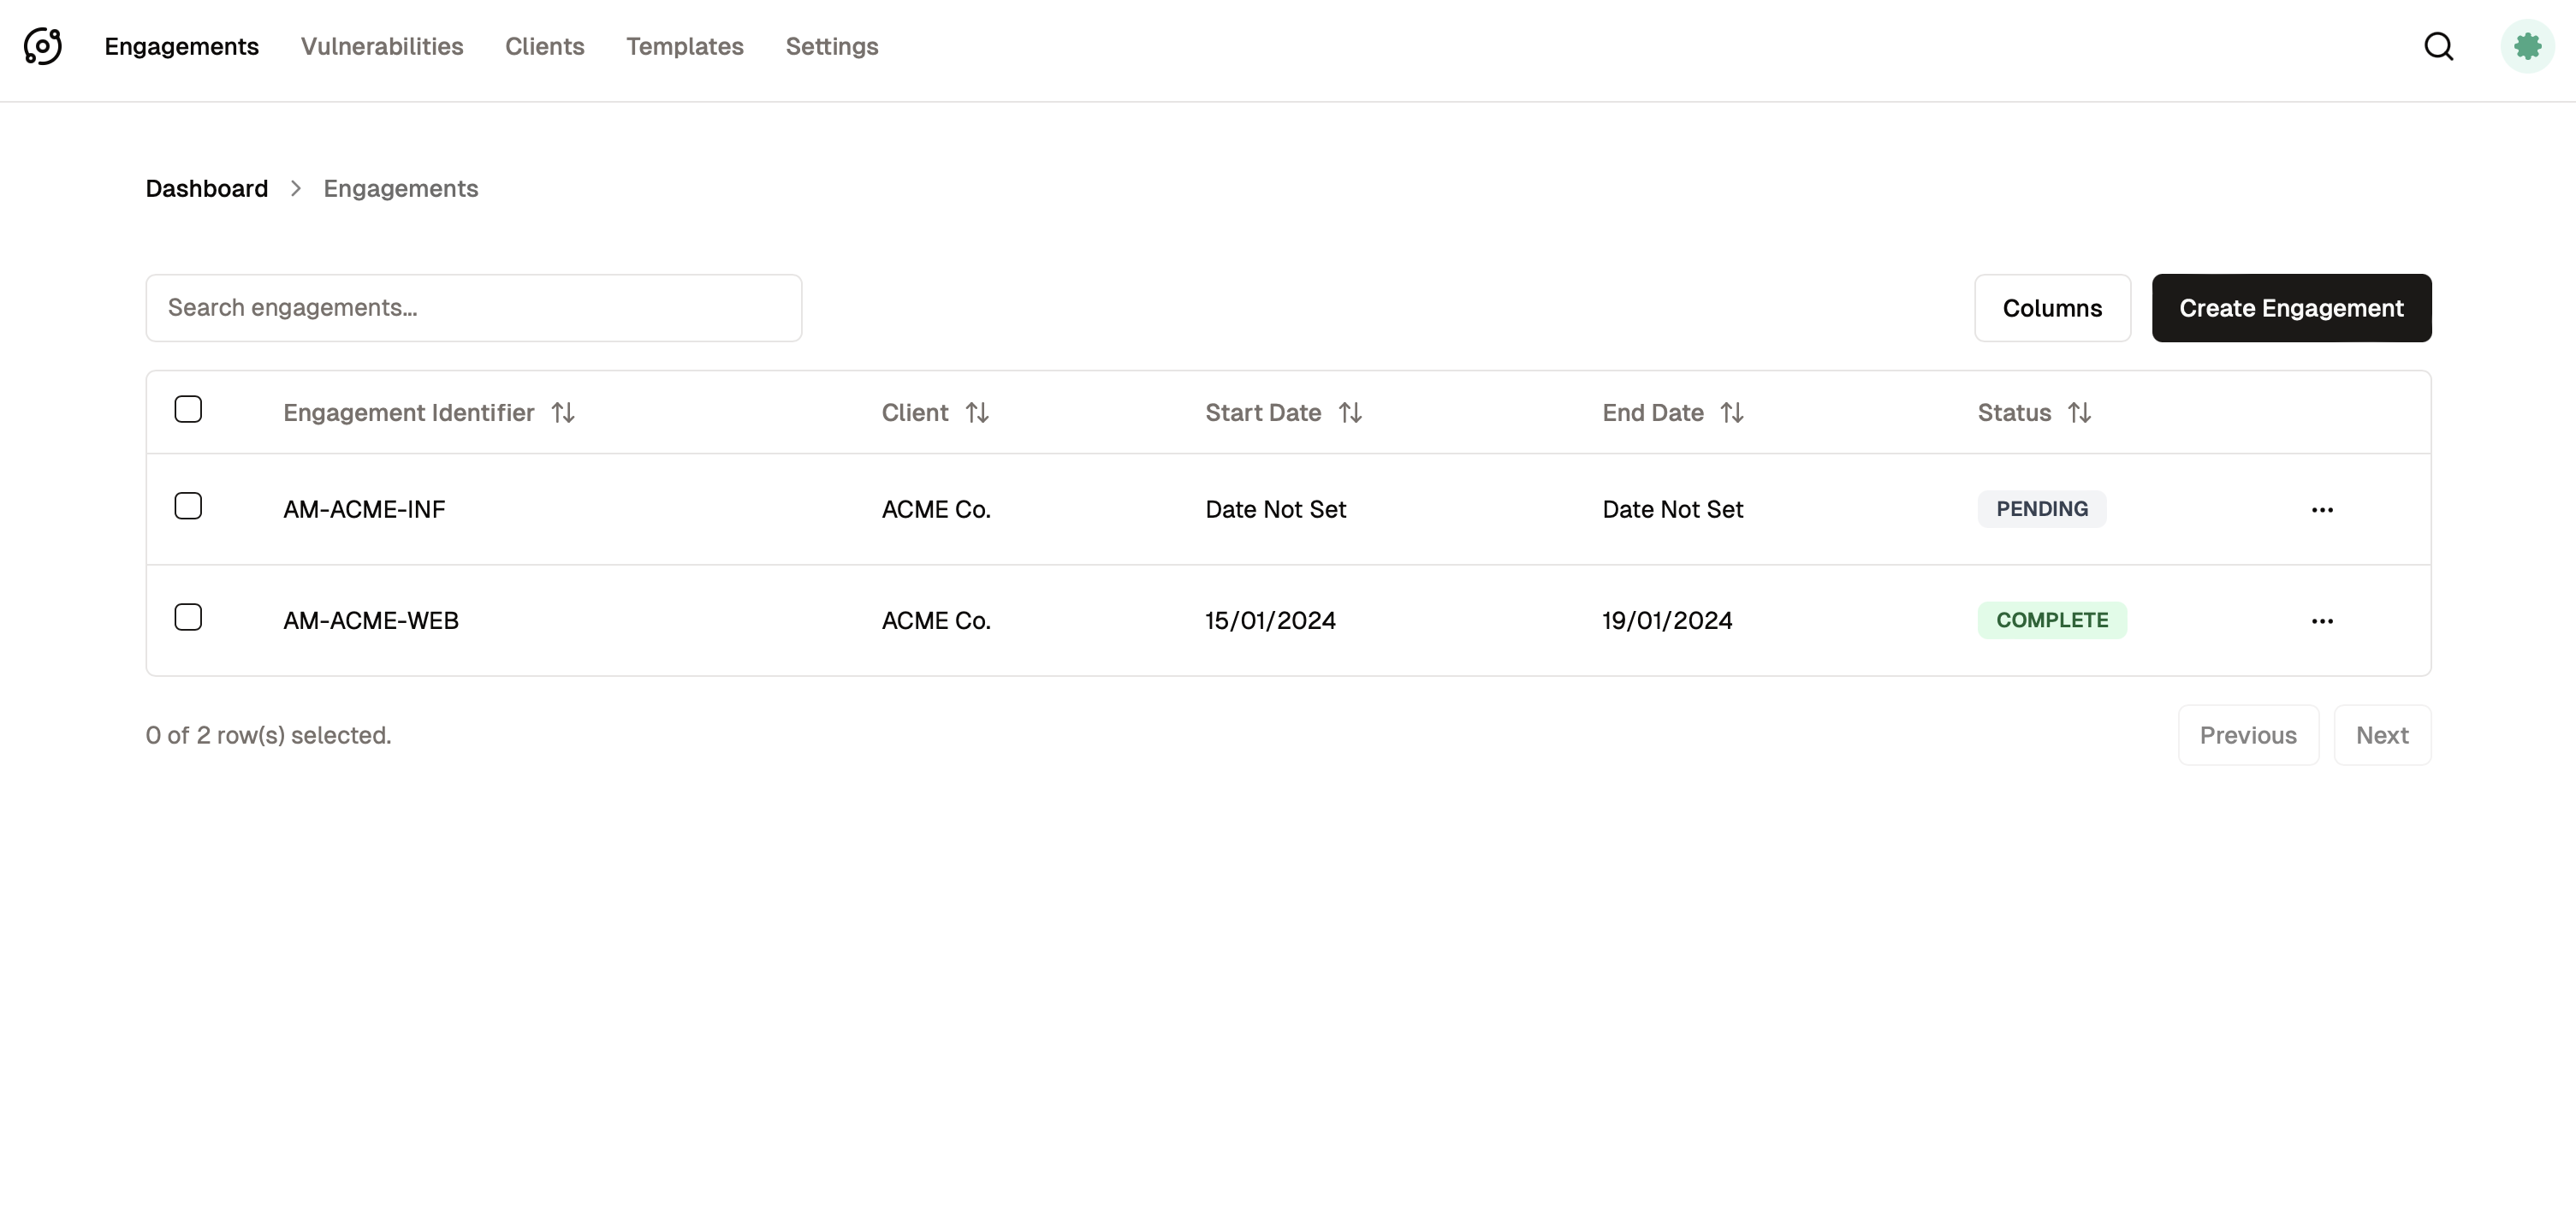 Engagements Vulnerabilities Clients Templates Settings
Dashboard > Engagements
Search engagements...
Columns
Create Engagement
Engagement Identifier Client Start Date End Date Status
AM-ACME-INF ACME Co. Date Not Set Date Not Set PENDING ...
AM-ACME-WEB ACME Co. 15/01/2024 19/01/2024 COMPLETE ...
0 of 2 row(s) selected.
Previous Next